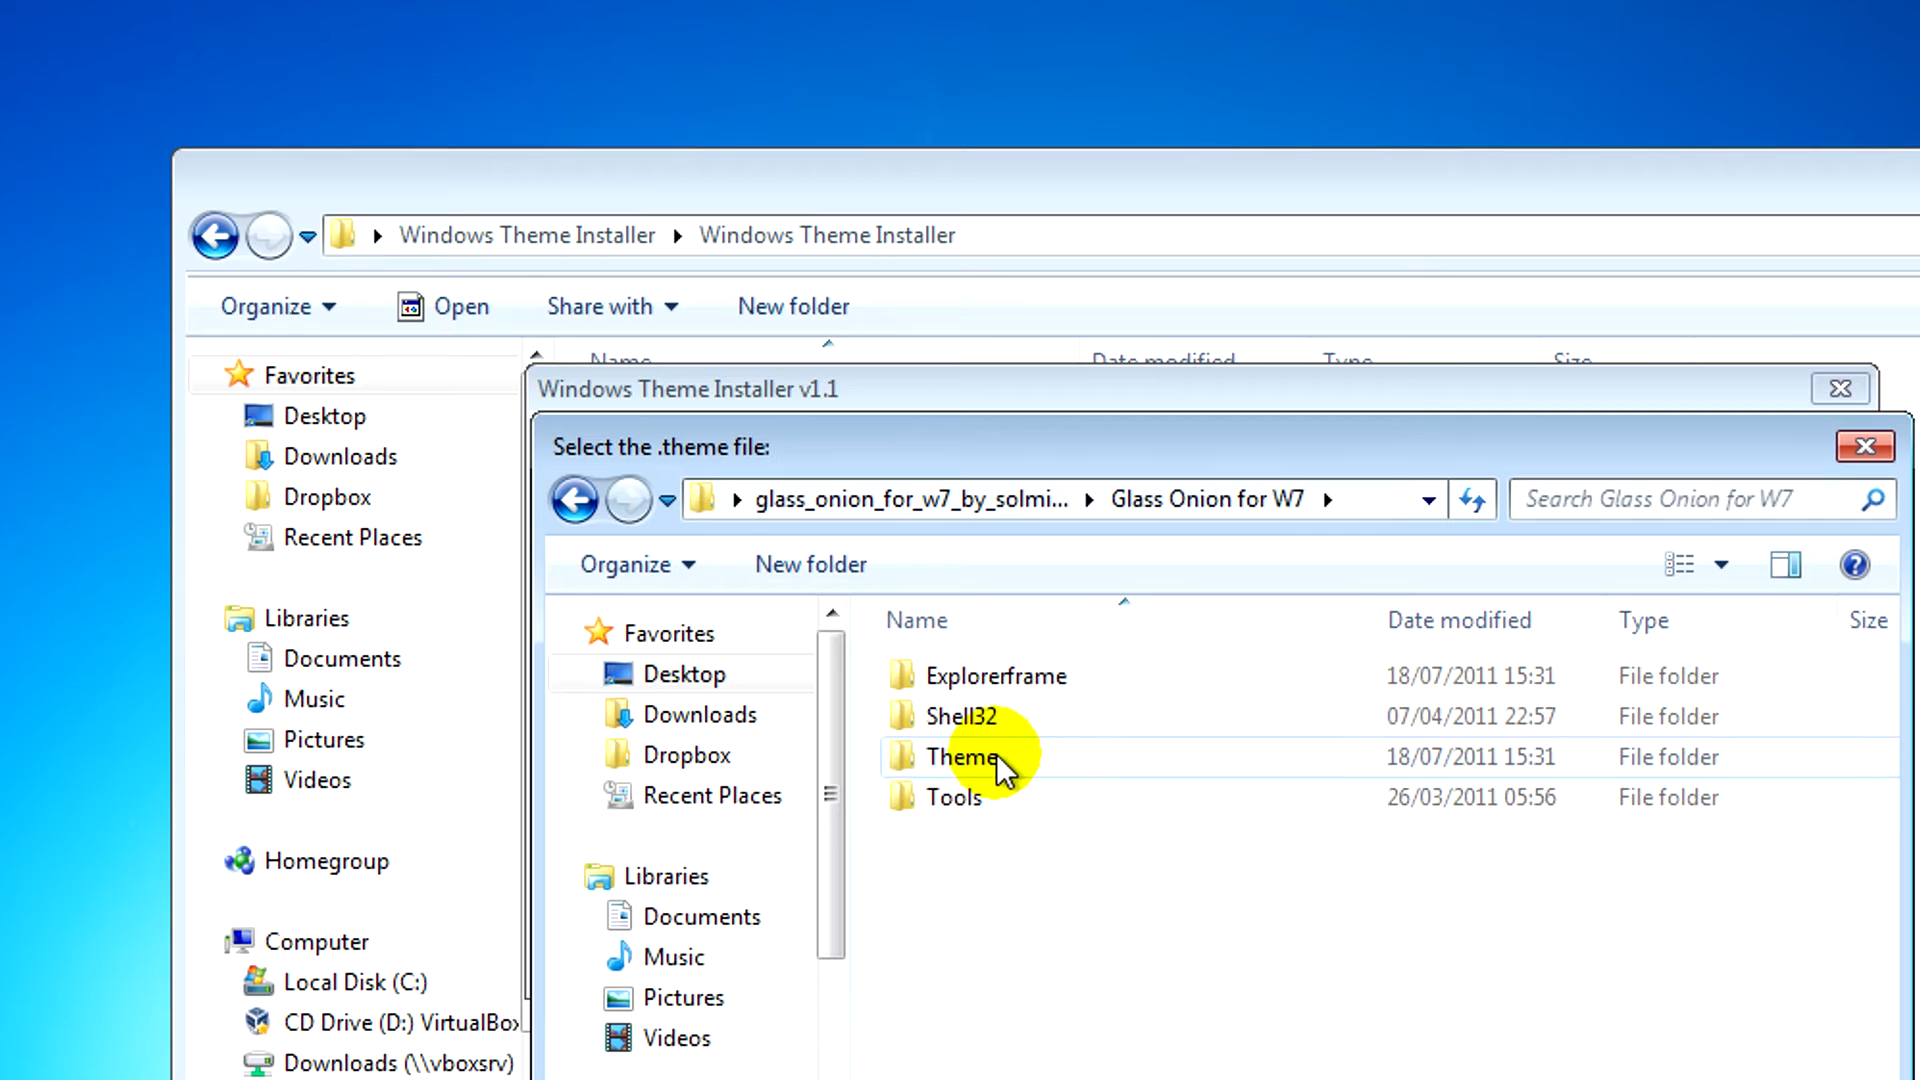 Windows Theme Installer Windows Theme Installer
Organize Open Share with New folder
Name Date modified Type Size
Favorites
Desktop
Downloads
Dropbox
Recent Places
Libraries
Documents
Music
Pictures
Videos
Homegroup
Computer
Local Disk (C:)
CD Drive (D:) VirtualBox
Downloads (\\vboxsrv)
Windows Theme Installer v1.1
Select the .theme file:
glass_onion_for_w7_by_solmi... Glass Onion for W7 Search Glass Onion for W7
Organize New folder
Favorites
Desktop
Downloads
Dropbox
Recent Places
Libraries
Documents
Music
Pictures
Videos
Name Date modified Type Size
Explorerframe 18/07/2011 15:31 File folder
Shell32 07/04/2011 22:57 File folder
Theme 18/07/2011 15:31 File folder
Tools 26/03/2011 05:56 File folder